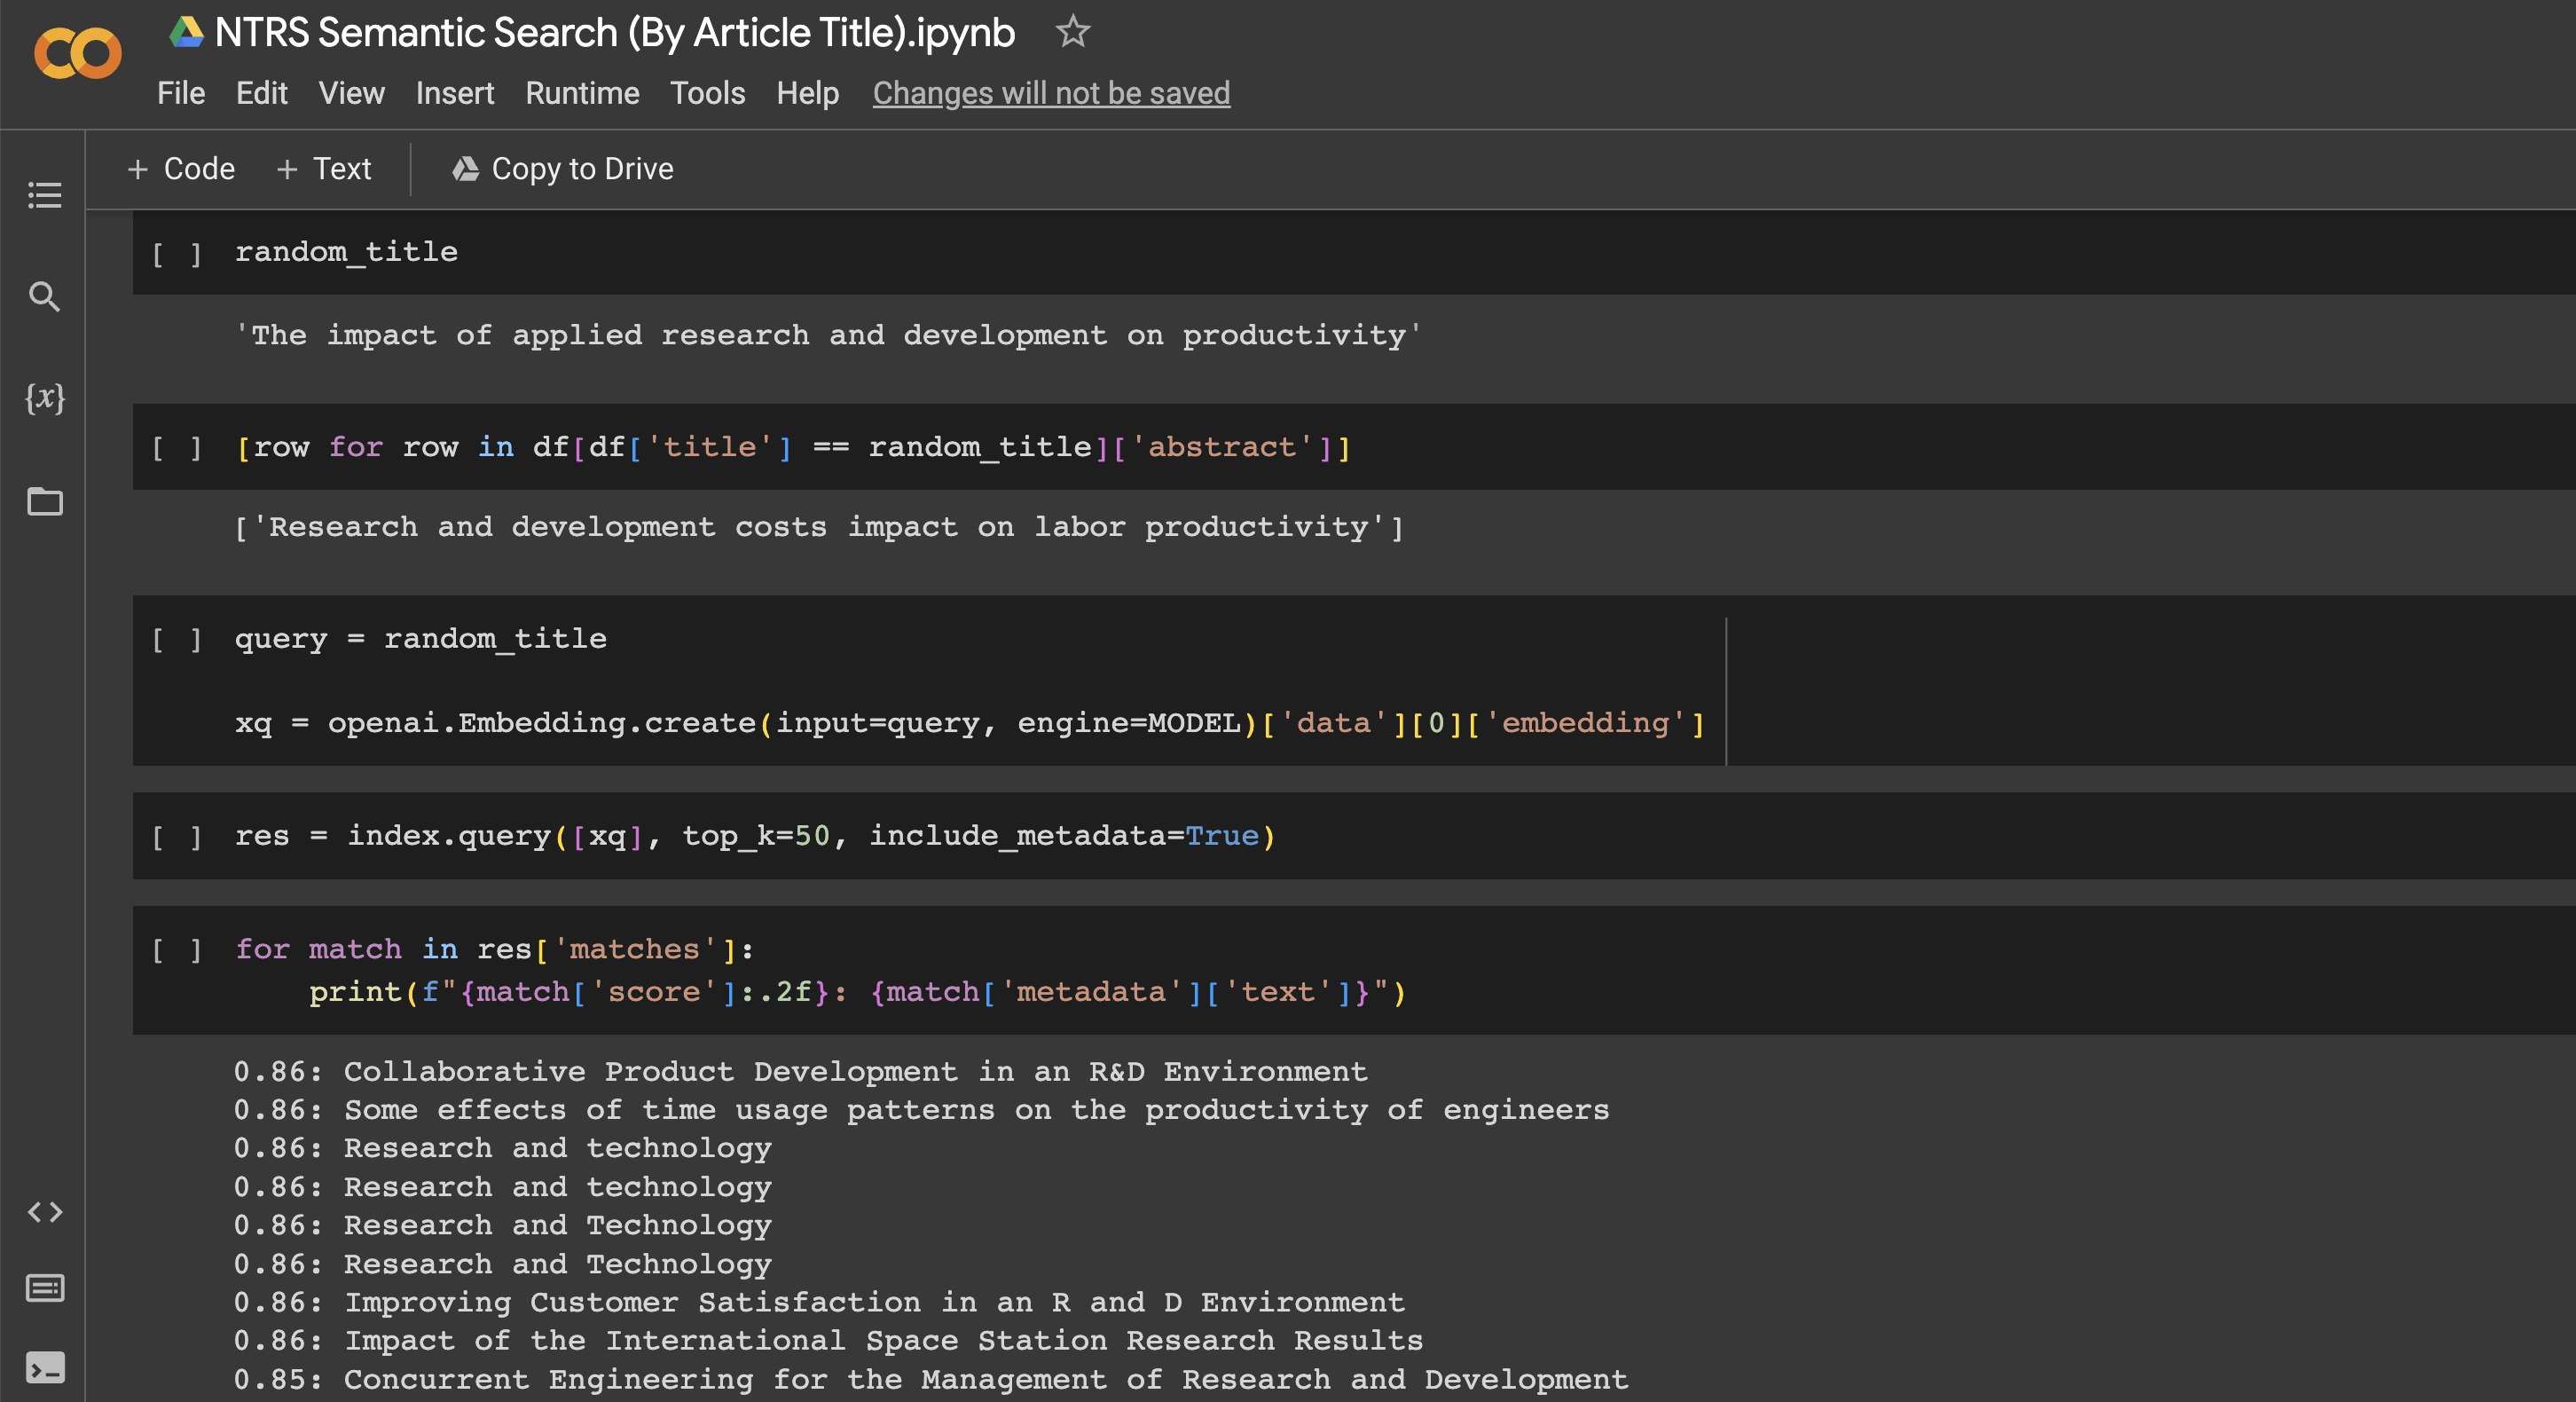 NTRS Semantic Search (By Article Title).ipynb
File Edit View Insert Runtime Tools Help Changes will not be saved
+ Code + Text Copy to Drive
[ ] random_title
'The impact of applied research and development on productivity'
[ ] [row for row in df[df['title'] == random_title]['abstract']]
['Research and development costs impact on labor productivity']
[ ] query = random_title
xq = openai.Embedding.create(input=query, engine=MODEL)['data'][0]['embedding']
[ ] res = index.query([xq], top_k=50, include_metadata=True)
[ ] for match in res['matches']:
print(f"{match['score']:.2f}: {match['metadata']['text']}")
0.86: Collaborative Product Development in an R&D Environment
0.86: Some effects of time usage patterns on the productivity of engineers
0.86: Research and technology
0.86: Research and technology
0.86: Research and Technology
0.86: Research and Technology
0.86: Improving Customer Satisfaction in an R and D Environment
0.86: Impact of the International Space Station Research Results
0.85: Concurrent Engineering for the Management of Research and Development